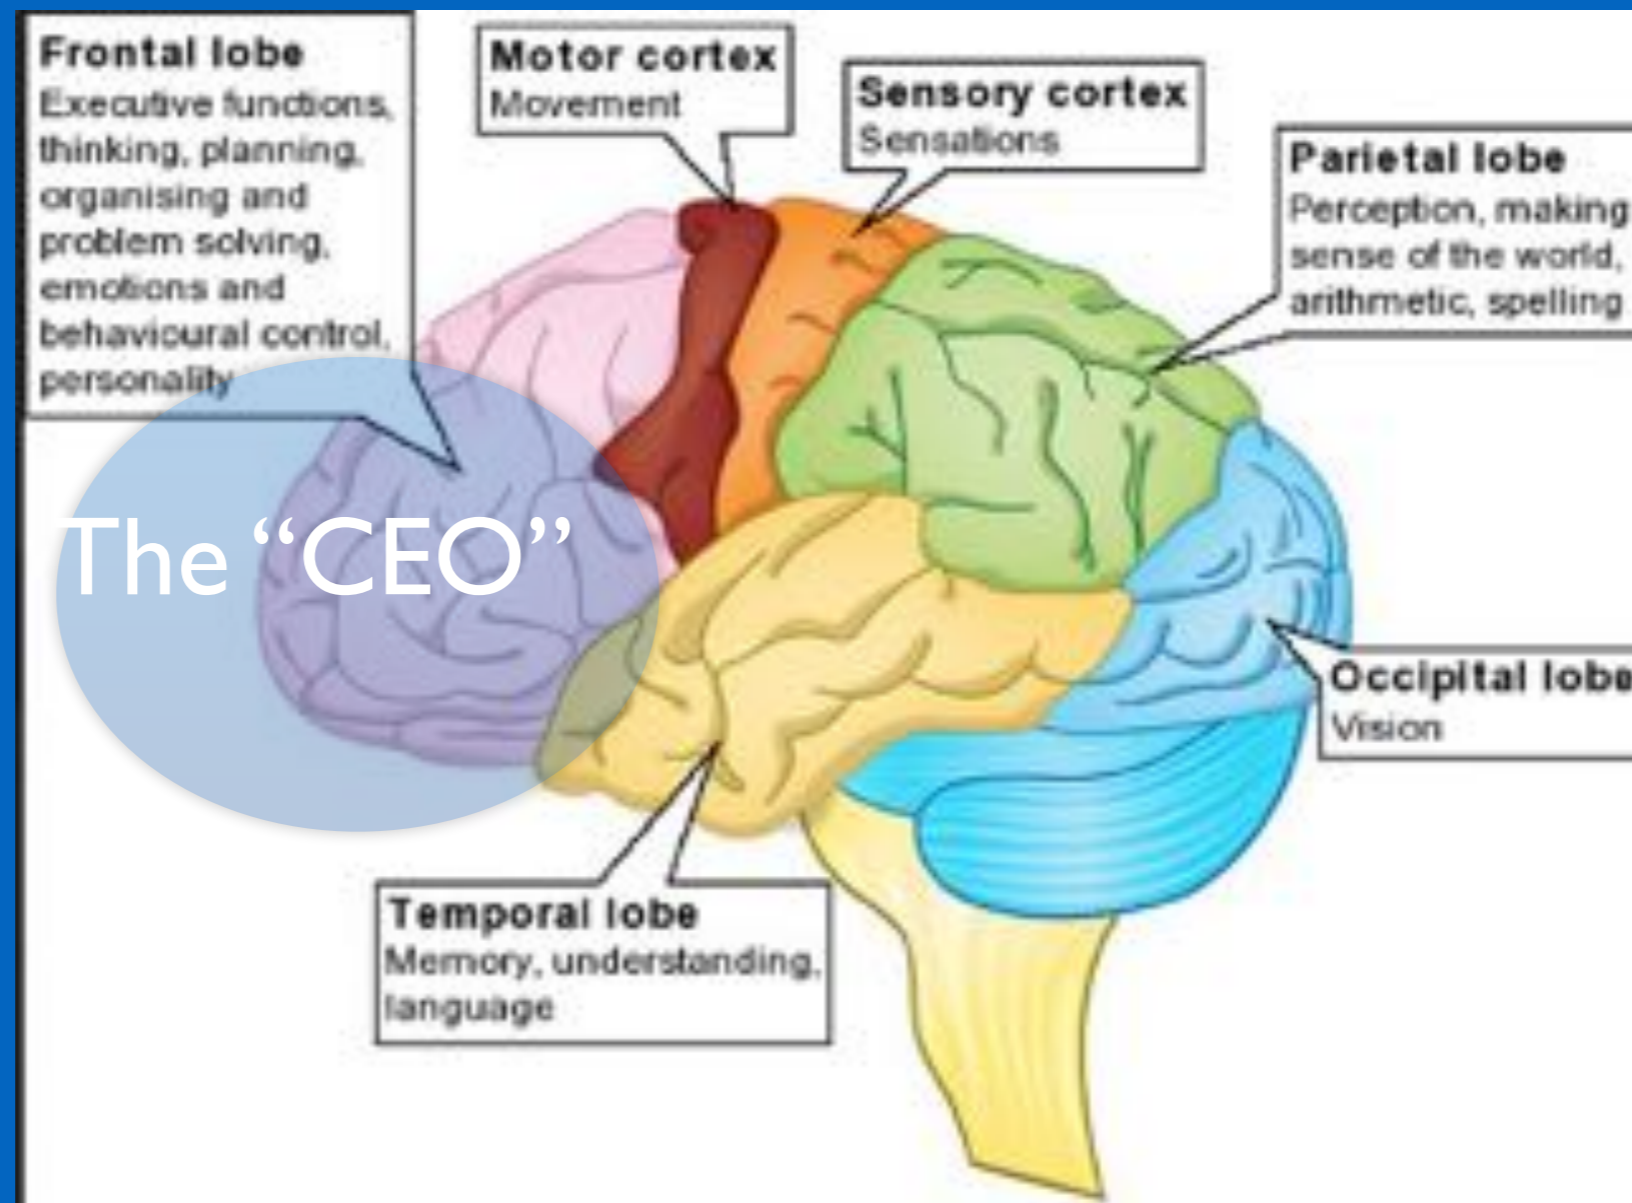 Frontal lobe
Executive functions,
thinking, planning,
organising and
problem solving,
emotions and
behavioural control,
personality
Motor cortex
Movement
Sensory cortex
Sensations
Parietal lobe
Perception, making
sense of the world,
arithmetic, spelling
The “CEO”
Occipital lobe
Vision
Temporal lobe
Memory, understanding,
language